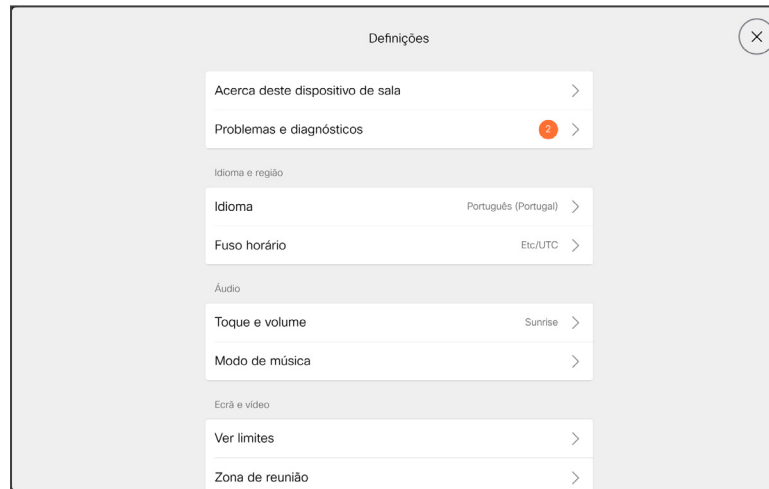 Definições
Acerca deste dispositivo de sala
Problemas e diagnósticos 2
Idioma e região
Idioma Português (Portugal)
Fuso horário Etc/UTC
Áudio
Toque e volume Sunrise
Modo de música
Ecrã e vídeo
Ver limites
Zona de reunião